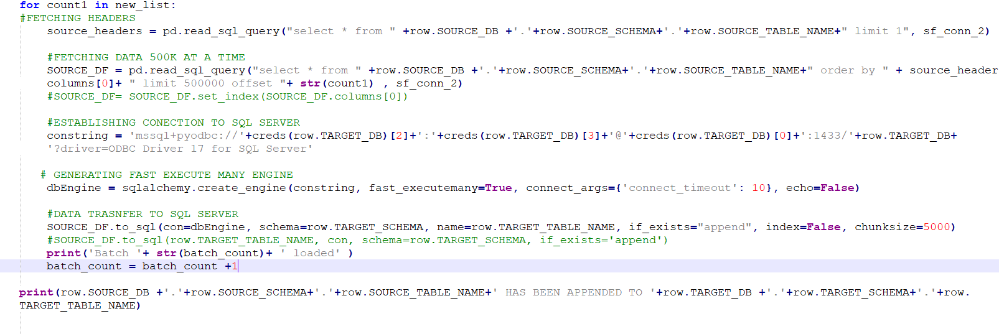 for count1 in new_list:
#FETCHING HEADERS
source_headers = pd.read_sql_query("select * from " +row.SOURCE_DB +'.'+row.SOURCE_SCHEMA+'.'+row.SOURCE_TABLE_NAME+" limit 1", sf_conn_2)
#FETCHING DATA 500K AT A TIME
SOURCE_DF = pd.read_sql_query("select * from " +row.SOURCE_DB +'.'+row.SOURCE_SCHEMA+'.'+row.SOURCE_TABLE_NAME+" order by " + source_header
columns[0]+ " limit 500000 offset "+ str(count1) , sf_conn_2)
#SOURCE_DF= SOURCE_DF.set_index(SOURCE_DF.columns[0])
#ESTABLISHING CONECTION TO SQL SERVER
constring = 'mssql+pyodbc://'+creds(row.TARGET_DB)[2]+':'+creds(row.TARGET_DB)[3]+'@'+creds(row.TARGET_DB)[0]+':1433/'+row.TARGET_DB+
'?driver=ODBC Driver 17 for SQL Server'
# GENERATING FAST EXECUTE MANY ENGINE
dbEngine = sqlalchemy.create_engine(constring, fast_executemany=True, connect_args={'connect_timeout': 10}, echo=False)
#DATA TRASNFER TO SQL SERVER
SOURCE_DF.to_sql(con=dbEngine, schema=row.TARGET_SCHEMA, name=row.TARGET_TABLE_NAME, if_exists="append", index=False, chunksize=5000)
#SOURCE_DF.to_sql(row.TARGET_TABLE_NAME, con, schema=row.TARGET_SCHEMA, if_exists='append')
print('Batch '+ str(batch_count)+ ' loaded' )
batch_count = batch_count +1
print(row.SOURCE_DB +'.'+row.SOURCE_SCHEMA+'.'+row.SOURCE_TABLE_NAME+' HAS BEEN APPENDED TO '+row.TARGET_DB +'.'+row.TARGET_SCHEMA+'.'+row.
TARGET_TABLE_NAME)